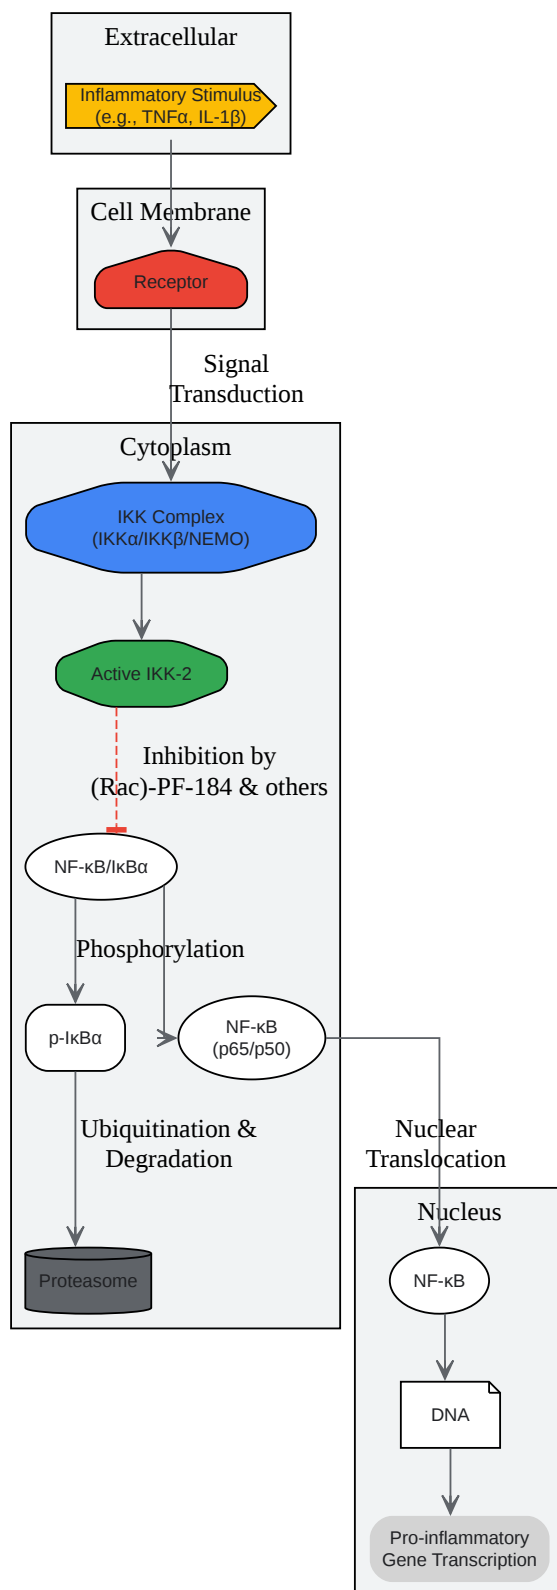 Extracellular
Inflammatory Stimulus
(e.g., TNFα, IL-1β)
Cell Membrane
Receptor
Signal
Transduction
Cytoplasm
IKK Complex
(IKKα/IKKβ/NEMO)
Active IKK-2
Inhibition by
(Rac)-PF-184 & others
NF-κB/IκBα
Phosphorylation
p-IκBα
NF-κB
(p65/p50)
Ubiquitination &
Degradation
Nuclear
Translocation
Nucleus
Proteasome
NF-κB
DNA
Pro-inflammatory
Gene Transcription